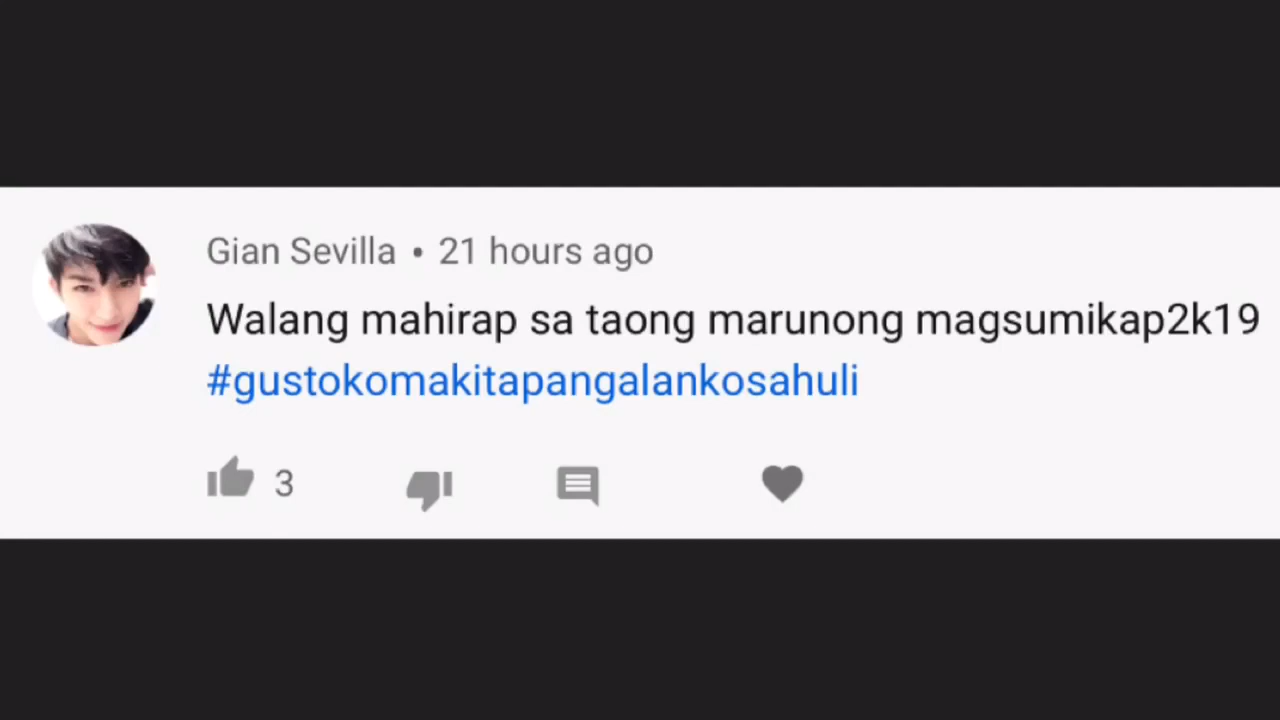 Gian Sevilla • 21 hours ago
Walang mahirap sa taong marunong magsumikap2k19
#gustokomakitapangalankosahuli
3